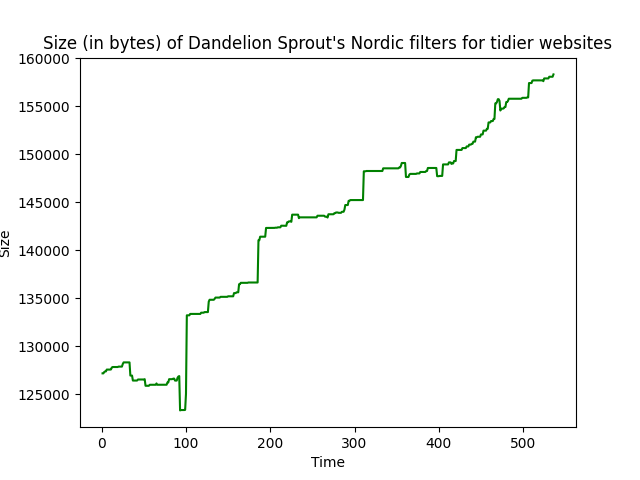 Size (in bytes) of Dandelion Sprout's Nordic filters for tidier websites
160000
155000
150000
145000
140000
135000
130000
125000
Size
0 100 200 300 400 500
Time